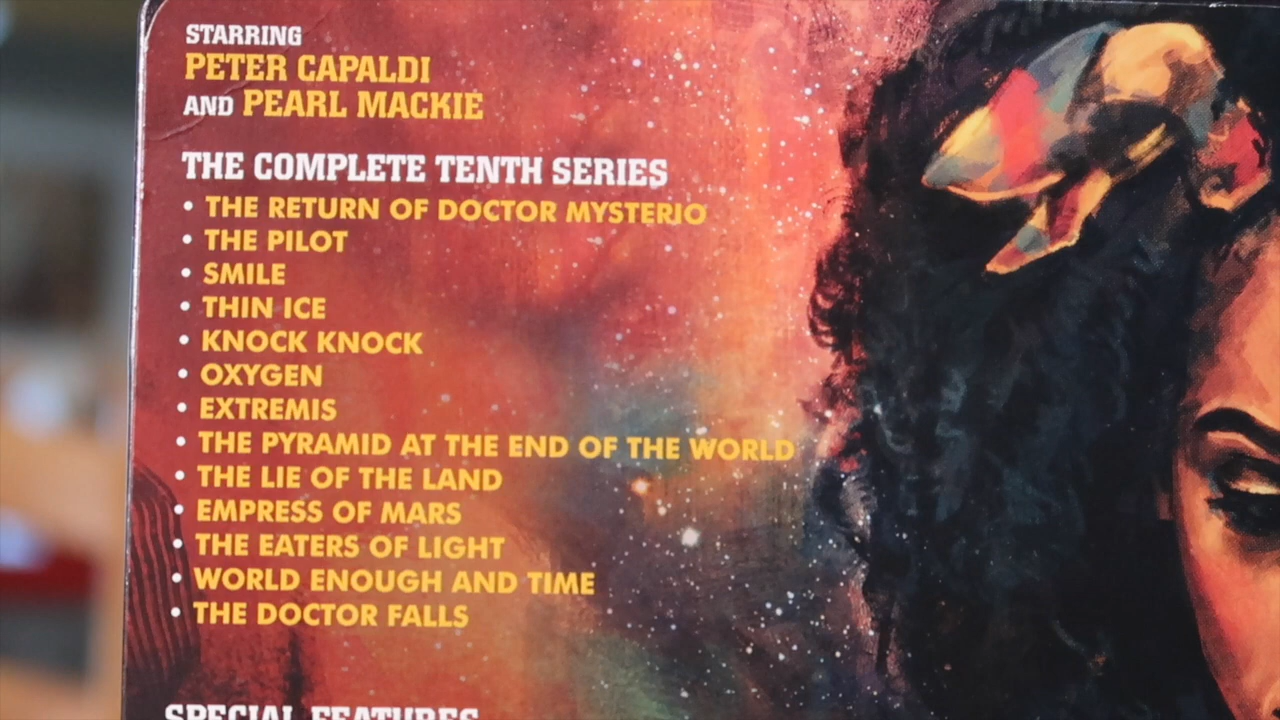 STARRING
PETER CAPALDI
AND PEARL MACKIE
THE COMPLETE TENTH SERIES
• THE RETURN OF DOCTOR MYSTERIO
• THE PILOT
• SMILE
• THIN ICE
• KNOCK KNOCK
• OXYGEN
• EXTREMIS
• THE PYRAMID AT THE END OF THE WORLD
• THE LIE OF THE LAND
• EMPRESS OF MARS
• THE EATERS OF LIGHT
• WORLD ENOUGH AND TIME
• THE DOCTOR FALLS
SPECIAL FEATURES